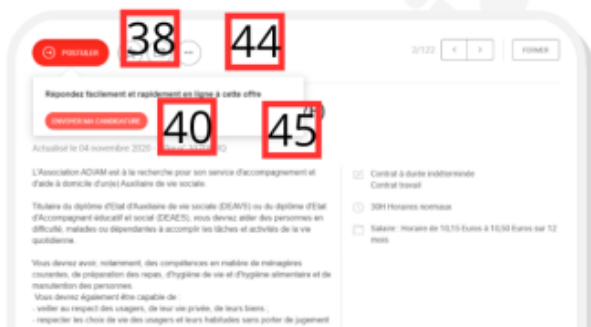 38
44
POSTULER
2/122
FERMER
Répondez facilement et rapidement en ligne à cette offre
ENVOYER MA CANDIDATURE
40
45
Actualisé le 04 novembre 2020
L'Association ADIAM est à la recherche pour son service d'accompagnement et
d'aide à domicile d'un(e) Auxiliaire de vie sociale.
Titulaire du diplôme d'Etat d'Auxiliaire de vie sociale (DEAVS) ou du diplôme d'Etat
d'Accompagnent éducatif et social (DEAES), vous devrez aider des personnes en
difficulté, malades ou dépendantes à accomplir les tâches et activités de la vie
quotidienne.
Vous devrez avoir, notamment, des compétences en matière de ménagères
courantes, de préparation des repas, d'hygiène de vie et d'hygiène alimentaire et de
manutention des personnes.
Vous devrez également être capable de :
- veiller au respect des usagers, de leur vie privée, de leurs biens ;
- respecter les choix de vie des usagers et leurs habitudes sans porter de jugement
Contrat à durée indéterminée
Contrat travail
30H Horaires normaux
Salaire : Horaire de 10,15 Euros à 10,50 Euros sur 12
mois